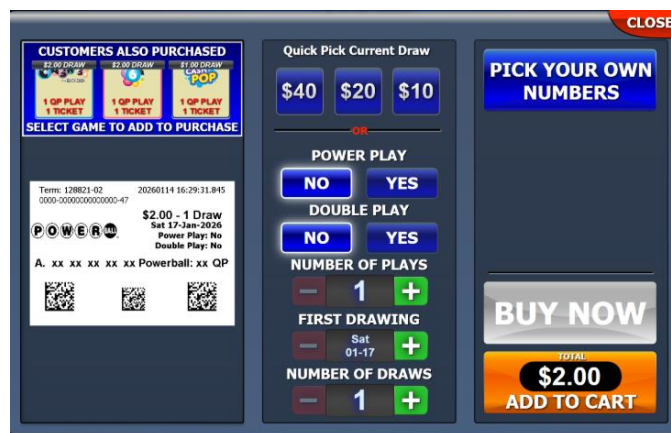 CLOSE
CUSTOMERS ALSO PURCHASED
$2.00 DRAW $2.00 DRAW $1.00 DRAW
CASH POP
1 QP PLAY 1 QP PLAY 1 QP PLAY
1 TICKET 1 TICKET 1 TICKET
SELECT GAME TO ADD TO PURCHASE
Term: 128821-02 20260114 16:29:31.845
0000-0000000000000000-47
$2.00 - 1 Draw
Sat 17-Jan-2026
POWERBALL Power Play: No
Double Play: No
A. xx xx xx xx xx Powerball: xx QP
Quick Pick Current Draw
$40 $20 $10
OR
POWER PLAY
NO YES
DOUBLE PLAY
NO YES
NUMBER OF PLAYS
− 1 +
FIRST DRAWING
Sat
− 01-17 +
NUMBER OF DRAWS
− 1 +
PICK YOUR OWN
NUMBERS
BUY NOW
TOTAL
$2.00
ADD TO CART